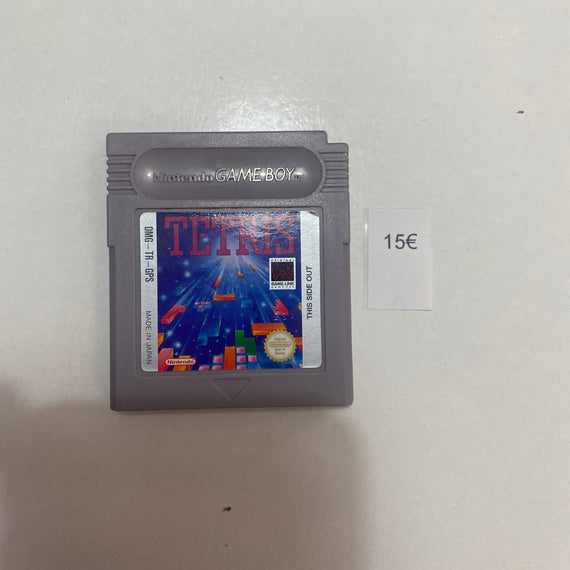 Nintendo GAME BOY
TETRIS
DMG-TR-GPS
MADE IN JAPAN
GAME LINK
THIS SIDE OUT
Nintendo
15€